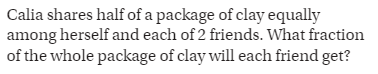 Calia shares half of a package of clay equally
among herself and each of 2 friends. What fraction
of the whole package of clay will each friend get?